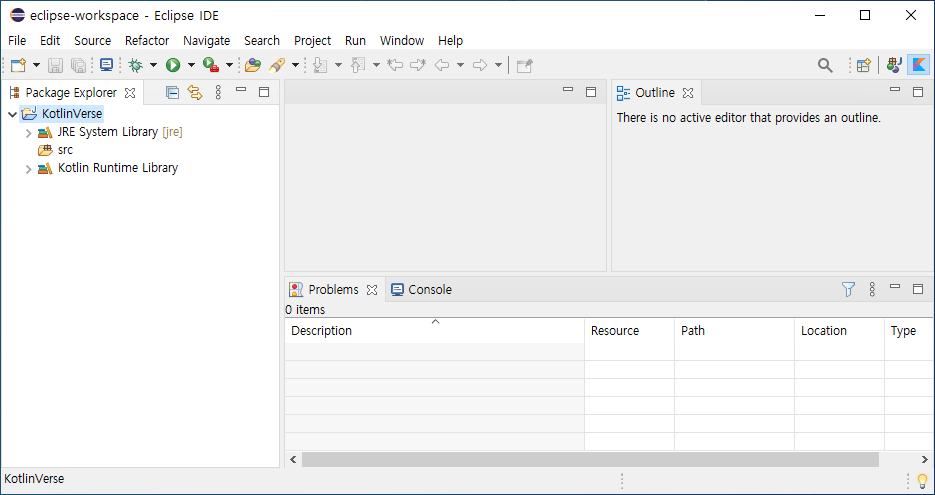 eclipse-workspace - Eclipse IDE
File Edit Source Refactor Navigate Search Project Run Window Help
Package Explorer
KotlinVerse
JRE System Library [jre]
src
Kotlin Runtime Library
Outline
There is no active editor that provides an outline.
Problems Console
0 items
Description Resource Path Location Type
KotlinVerse